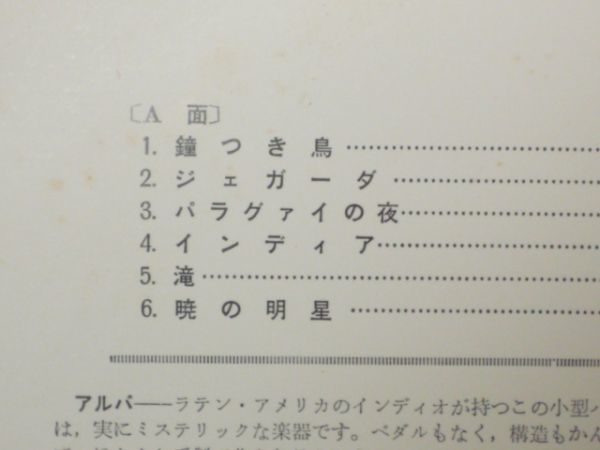 〔A 面〕
1. 鐘つき鳥
2. ジェガーダ
3. パラグァイの夜
4. インディア
5. 滝
6. 暁の明星
アルパ——ラテン・アメリカのインディオが持つこの小型ハ
は，実にミステリックな楽器です。ペダルもなく，構造もかん